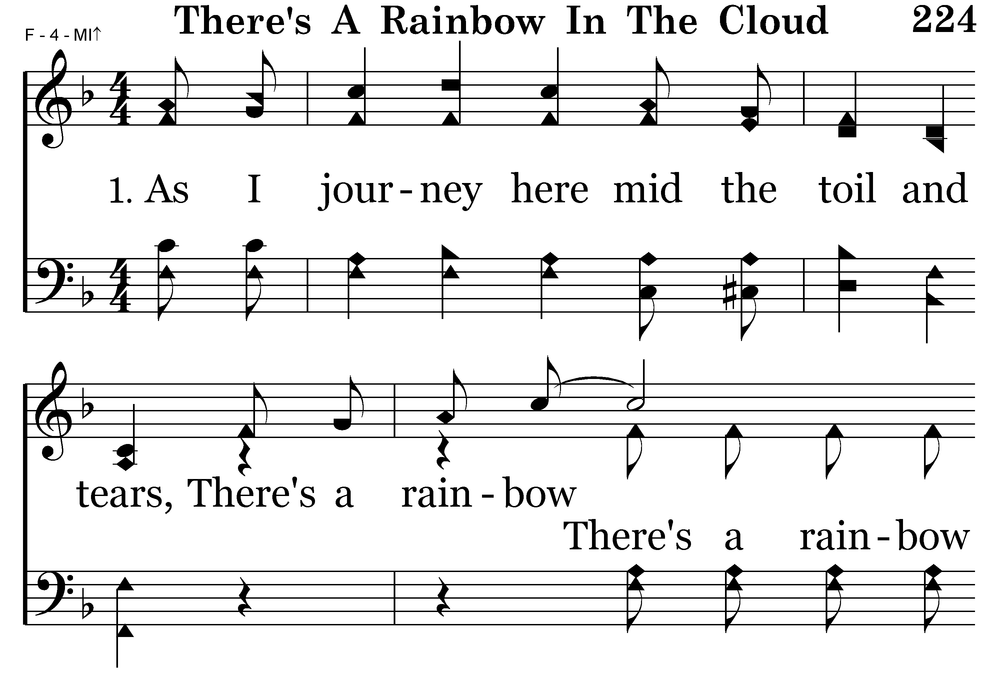 There's A Rainbow In The Cloud 224
F - 4 - MI↑
1. As I jour - ney here mid the toil and
tears, There's a rain - bow
There's a rain - bow